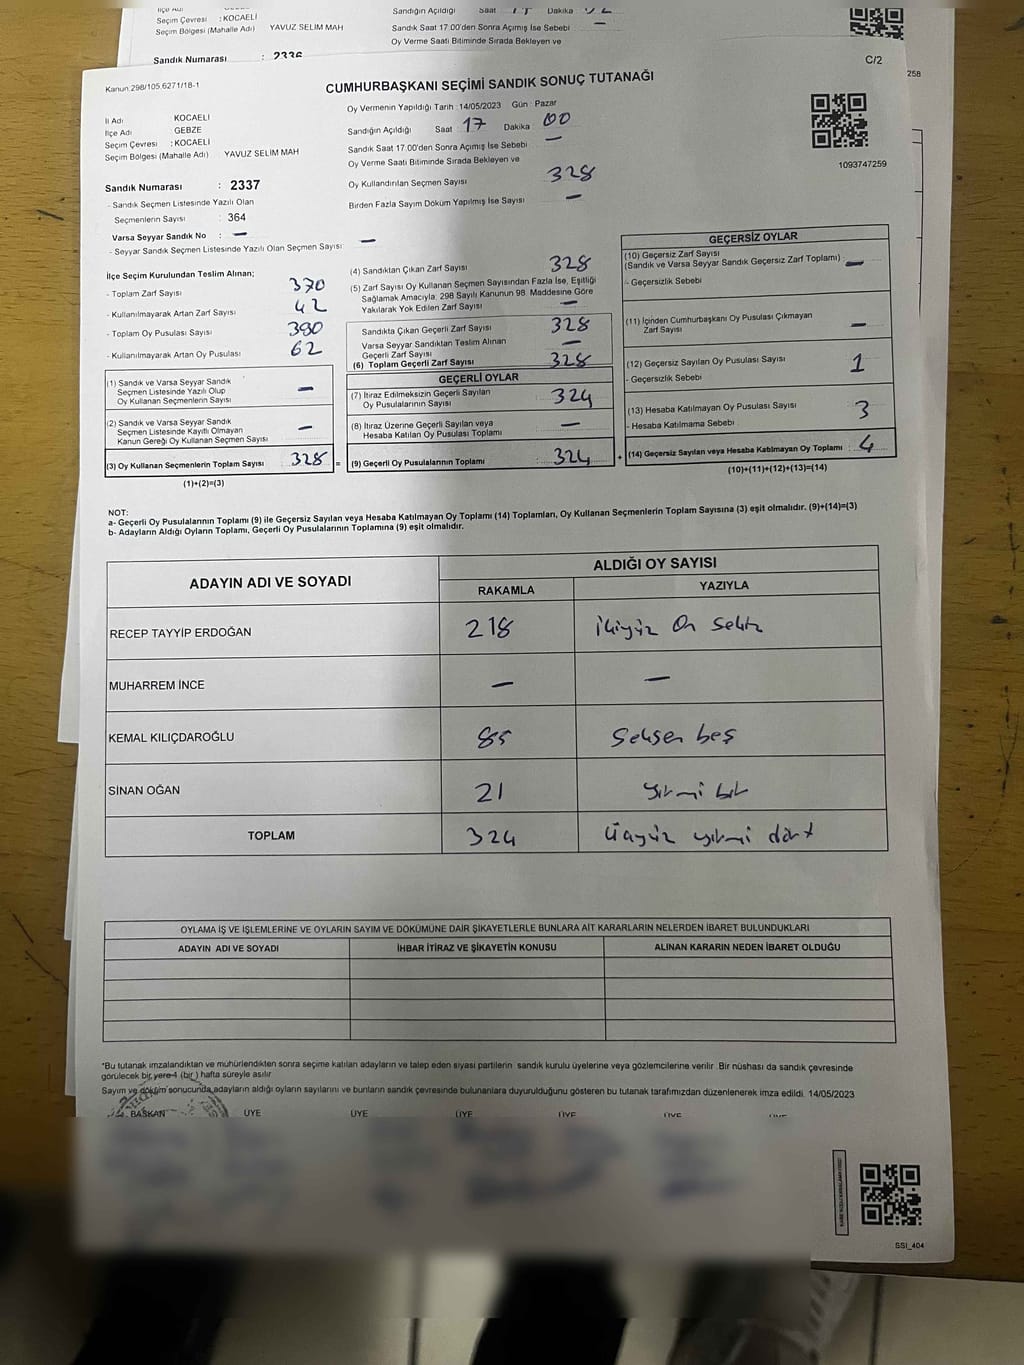 Seçim Çevresi : KOCAELİ
Seçim Bölgesi (Mahalle Adı) YAVUZ SELİM MAH
Sandık Numarası : 2336
Sandığın Açıldığı Saat 17 Dakika
Sandık Saat 17.00'den Sonra Açımış İse Sebebi —
Oy Verme Saati Bitiminde Sırada Bekleyen ve
258
C/2
Kanun.298/105,6271/18-1
CUMHURBAŞKANI SEÇİMİ SANDIK SONUÇ TUTANAĞI
İl Adı KOCAELİ
İlçe Adı GEBZE
Seçim Çevresi : KOCAELİ
Seçim Bölgesi (Mahalle Adı) YAVUZ SELİM MAH
Oy Vermenin Yapıldığı Tarih :14/05/2023 Gün : Pazar
Sandığın Açıldığı Saat : 17 Dakika : 00
Sandık Saat 17.00'den Sonra Açımış İse Sebebi : —
Oy Verme Saati Bitiminde Sırada Bekleyen ve
Oy Kullandırılan Seçmen Sayısı 328
Birden Fazla Sayım Döküm Yapılmış İse Sayısı —
1093747259
Sandık Numarası : 2337
- Sandık Seçmen Listesinde Yazılı Olan
Seçmenlerin Sayısı : 364
Varsa Seyyar Sandık No : —
- Seyyar Sandık Seçmen Listesinde Yazılı Olan Seçmen Sayısı: —
İlçe Seçim Kurulundan Teslim Alınan;
- Toplam Zarf Sayısı 370
- Kullanılmayarak Artan Zarf Sayısı 42
- Toplam Oy Pusulası Sayısı 390
- Kullanılmayarak Artan Oy Pusulası 62
(1) Sandık ve Varsa Seyyar Sandık
Seçmen Listesinde Yazılı Olup
Oy Kullanan Seçmenlerin Sayısı —
(2) Sandık ve Varsa Seyyar Sandık
Seçmen Listesinde Kayıtlı Olmayan
Kanun Gereği Oy Kullanan Seçmen Sayısı —
(3) Oy Kullanan Seçmenlerin Toplam Sayısı 328 =
(1)+(2)=(3)
(4) Sandıktan Çıkan Zarf Sayısı 328
(5) Zarf Sayısı Oy Kullanan Seçmen Sayısından Fazla İse, Eşitliği
Sağlamak Amacıyla; 298 Sayılı Kanunun 98. Maddesine Göre
Yakılarak Yok Edilen Zarf Sayısı —
Sandıkta Çıkan Geçerli Zarf Sayısı 328
Varsa Seyyar Sandıktan Teslim Alınan
Geçerli Zarf Sayısı —
(6) Toplam Geçerli Zarf Sayısı 328
GEÇERLİ OYLAR
(7) İtiraz Edilmeksizin Geçerli Sayılan
Oy Pusulalarının Sayısı 324
(8) İtiraz Üzerine Geçerli Sayılan veya
Hesaba Katılan Oy Pusulası Toplamı —
(9) Geçerli Oy Pusulalarının Toplamı : 324 +
GEÇERSİZ OYLAR
(10) Geçersiz Zarf Sayısı
(Sandık ve Varsa Seyyar Sandık Geçersiz Zarf Toplamı) : —
- Geçersizlik Sebebi :
(11) İçinden Cumhurbaşkanı Oy Pusulası Çıkmayan
Zarf Sayısı —
(12) Geçersiz Sayılan Oy Pusulası Sayısı 1
- Geçersizlik Sebebi :
(13) Hesaba Katılmayan Oy Pusulası Sayısı 3
- Hesaba Katılmama Sebebi :
(14) Geçersiz Sayılan veya Hesaba Katılmayan Oy Toplamı : 4
(10)+(11)+(12)+(13)=(14)
NOT:
a- Geçerli Oy Pusulalarının Toplamı (9) ile Geçersiz Sayılan veya Hesaba Katılmayan Oy Toplamı (14) Toplamları, Oy Kullanan Seçmenlerin Toplam Sayısına (3) eşit olmalıdır. (9)+(14)=(3)
b- Adayların Aldığı Oyların Toplamı, Geçerli Oy Pusulalarının Toplamına (9) eşit olmalıdır.
ADAYIN ADI VE SOYADI
ALDIĞI OY SAYISI
RAKAMLA YAZIYLA
RECEP TAYYİP ERDOĞAN 218 İkiyüz On Sekiz
MUHARREM İNCE — —
KEMAL KILIÇDAROĞLU 85 Seksen beş
SİNAN OĞAN 21 Yirmi bir
TOPLAM 324 Üçyüz yirmi dört
OYLAMA İŞ VE İŞLEMLERİNE VE OYLARIN SAYIM VE DÖKÜMÜNE DAİR ŞİKAYETLERLE BUNLARA AİT KARARLARIN NELERDEN İBARET BULUNDUKLARI
ADAYIN ADI VE SOYADI İHBAR İTİRAZ VE ŞİKAYETİN KONUSU ALINAN KARARIN NEDEN İBARET OLDUĞU
*Bu tutanak imzalandıktan ve mühürlendikten sonra seçime katılan adayların ve talep eden siyasi partilerin sandık kurulu üyelerine veya gözlemcilerine verilir. Bir nüshası da sandık çevresinde
görülecek bir yere 1 (bir ) hafta süreyle asılır
Sayım ve döküm sonucunda,adayların aldığı oyların sayılarını ve bunların sandık çevresinde bulunanlara duyurulduğunu gösteren bu tutanak tarafımızdan düzenlenerek imza edildi. 14/05/2023
BAŞKAN ÜYE ÜYE ÜYE ÜYE ÜYE ÜYE
SSI_404